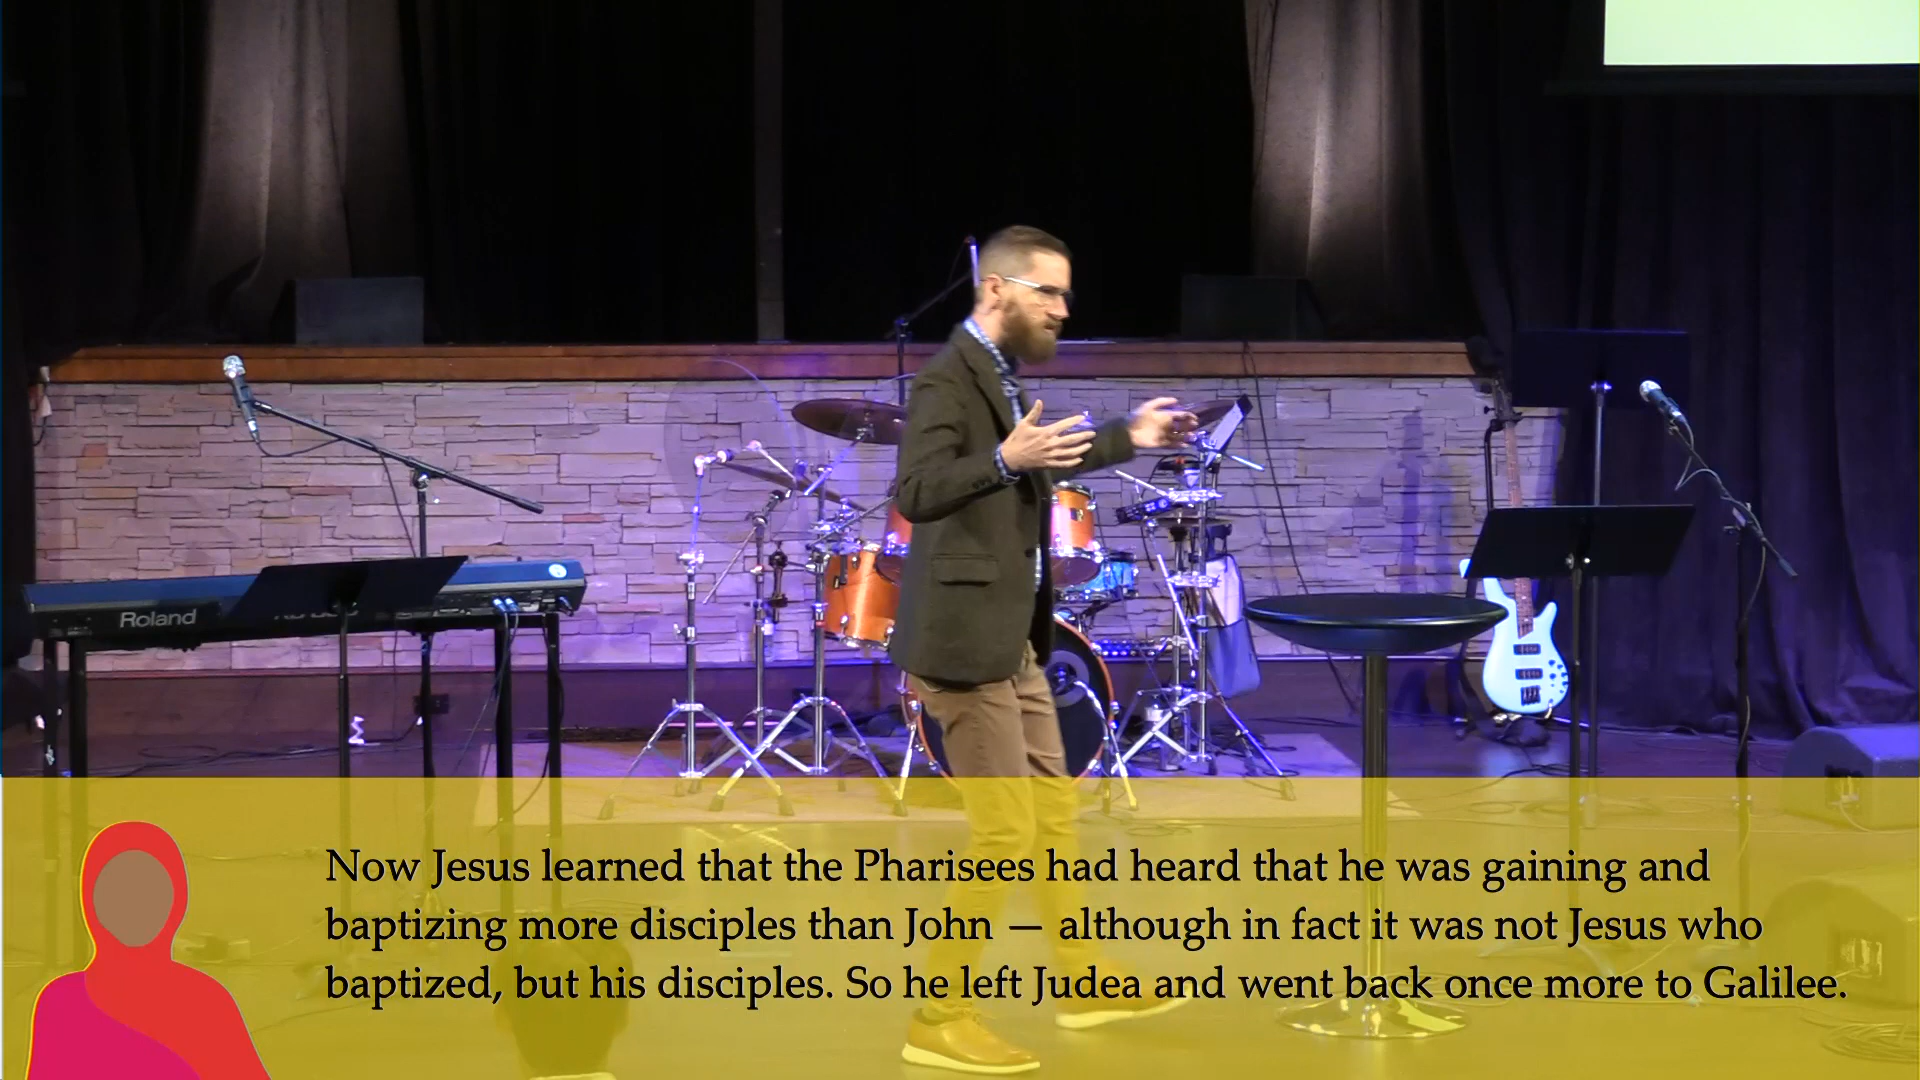 Roland
Now Jesus learned that the Pharisees had heard that he was gaining and
baptizing more disciples than John — although in fact it was not Jesus who
baptized, but his disciples. So he left Judea and went back once more to Galilee.